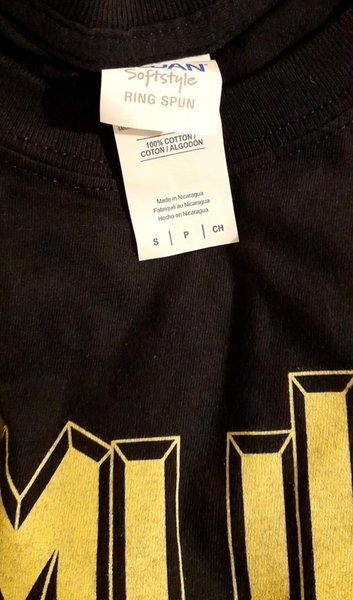 Softstyle
RING SPUN
100% COTTON /
COTON / ALGODÓN
Made in Nicaragua
Fabriqué au Nicaragua
Hecho en Nicaragua
S | P | CH